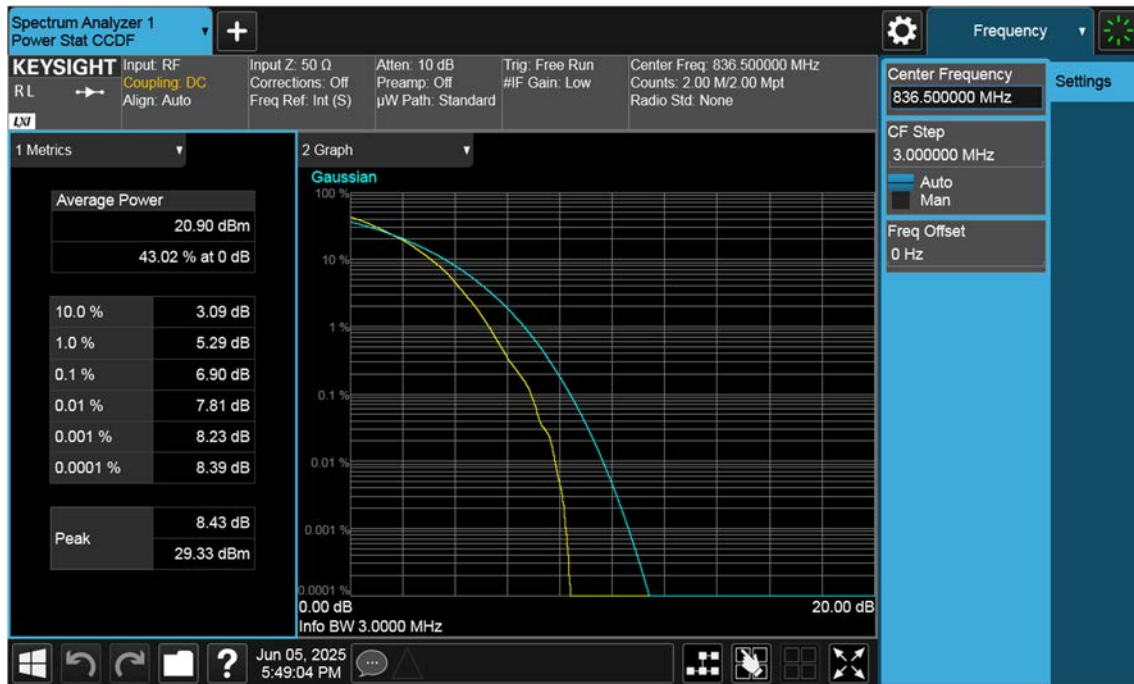 Spectrum Analyzer 1
Power Stat CCDF
Frequency
KEYSIGHT
R L
LXI
Input: RF
Coupling: DC
Align: Auto
Input Z: 50 Ω
Corrections: Off
Freq Ref: Int (S)
Atten: 10 dB
Preamp: Off
µW Path: Standard
Trig: Free Run
#IF Gain: Low
Center Freq: 836.500000 MHz
Counts: 2.00 M/2.00 Mpt
Radio Std: None
Center Frequency
836.500000 MHz
Settings
CF Step
3.000000 MHz
Auto
Man
Freq Offset
0 Hz
1 Metrics
Average Power
20.90 dBm
43.02 % at 0 dB
10.0 % 3.09 dB
1.0 % 5.29 dB
0.1 % 6.90 dB
0.01 % 7.81 dB
0.001 % 8.23 dB
0.0001 % 8.39 dB
Peak
8.43 dB
29.33 dBm
2 Graph
Gaussian
100 %
10 %
1 %
0.1 %
0.01 %
0.001 %
0.0001 %
0.00 dB 20.00 dB
Info BW 3.0000 MHz
?
Jun 05, 2025
5:49:04 PM